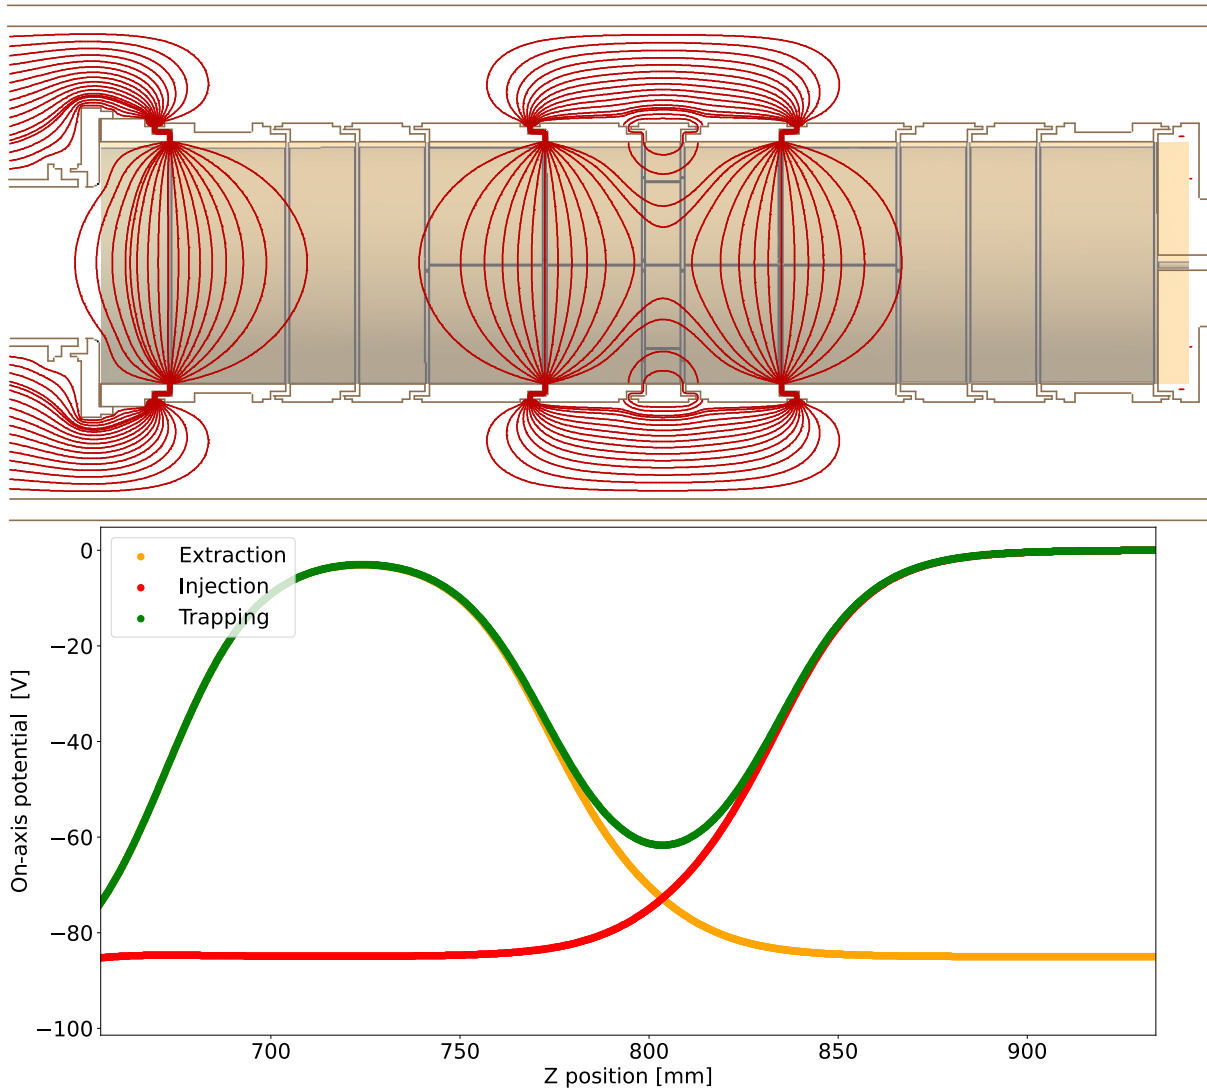 0
−20
−40
−60
−80
−100
On-axis potential [V]
Extraction
Injection
Trapping
700
750
800
850
900
Z position [mm]